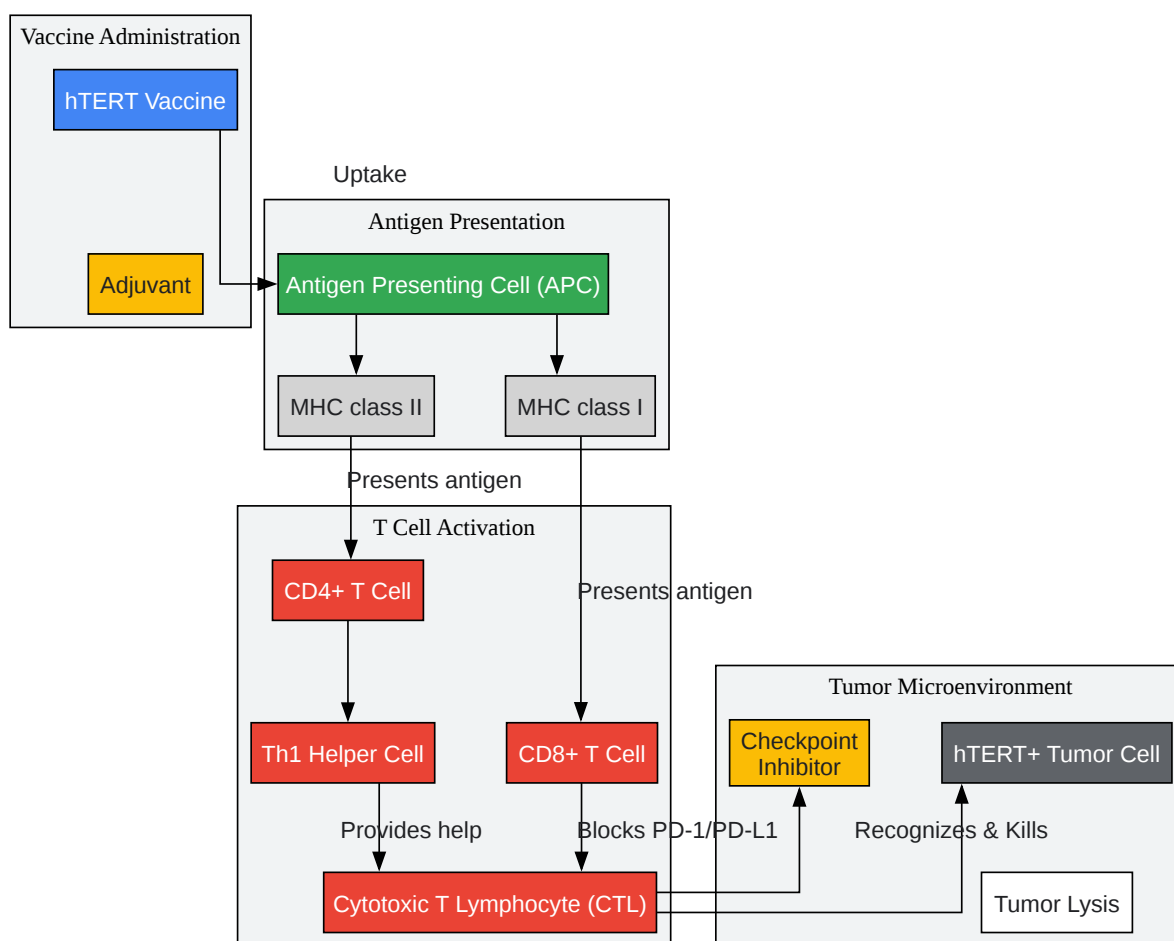 Vaccine Administration
hTERT Vaccine
Uptake
Antigen Presentation
Adjuvant
Antigen Presenting Cell (APC)
MHC class II
MHC class I
Presents antigen
T Cell Activation
CD4+ T Cell
Presents antigen
Tumor Microenvironment
Th1 Helper Cell
CD8+ T Cell
Checkpoint
Inhibitor
hTERT+ Tumor Cell
Provides help
Blocks PD-1/PD-L1
Recognizes & Kills
Cytotoxic T Lymphocyte (CTL)
Tumor Lysis